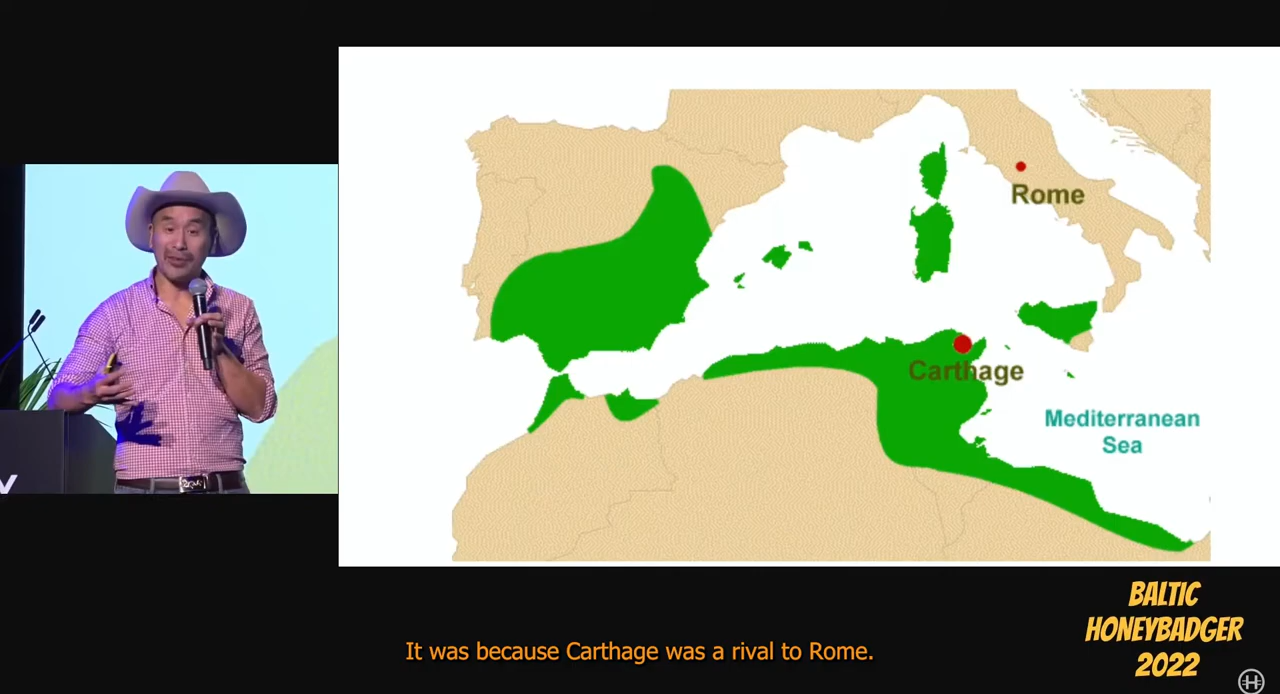 Rome
Carthage
Mediterranean
Sea
It was because Carthage was a rival to Rome.
BALTIC
HONEYBADGER
2022